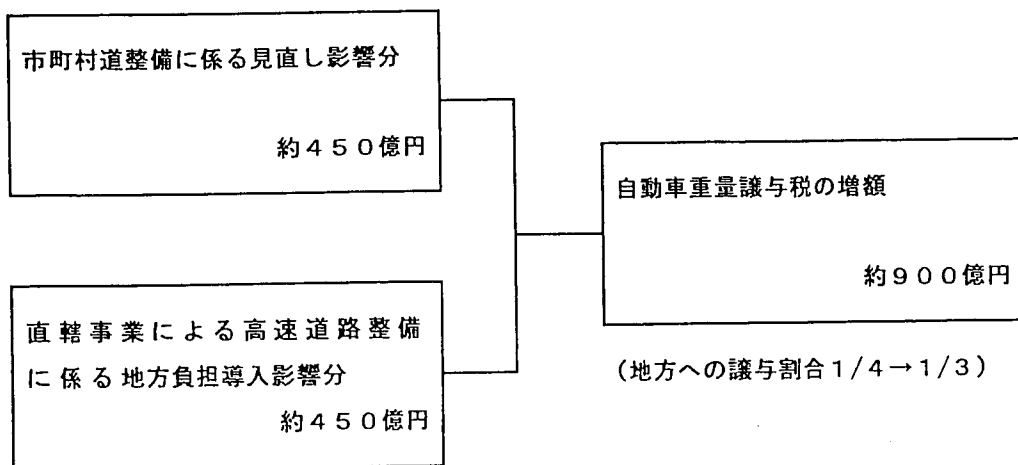 市町村道整備に係る見直し影響分
約４５０億円
直轄事業による高速道路整備
に係る地方負担導入影響分
約４５０億円
自動車重量譲与税の増額
約９００億円
（地方への譲与割合１/４→１/３）